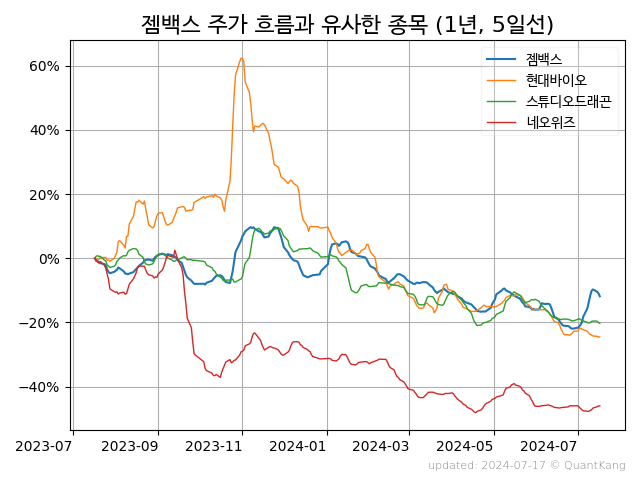 젬백스 주가 흐름과 유사한 종목 (1년, 5일선)
젬백스
현대바이오
스튜디오드래곤
네오위즈
60%
40%
20%
0%
−20%
−40%
2023-07 2023-09 2023-11 2024-01 2024-03 2024-05 2024-07
updated: 2024-07-17 © QuantKang